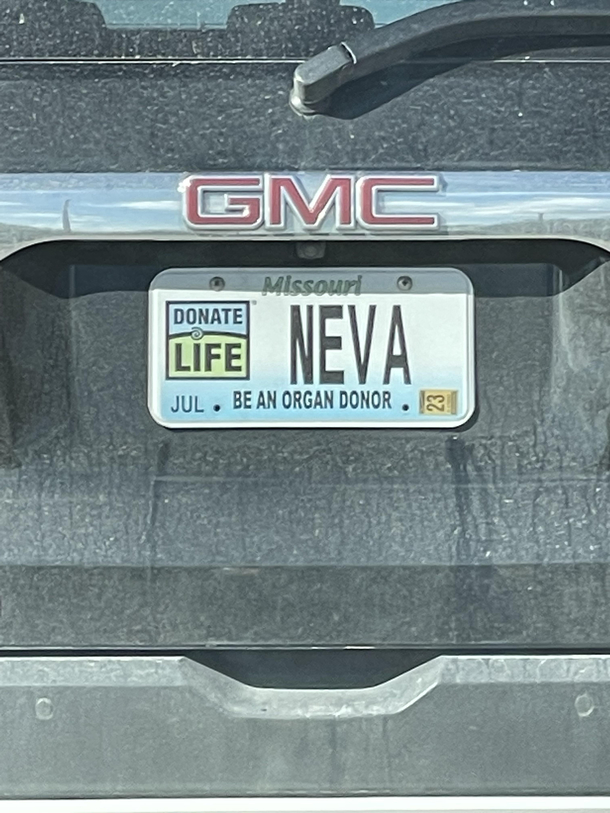 GMC
Missouri
DONATE
LIFE
NEVA
JUL
BE AN ORGAN DONOR
23